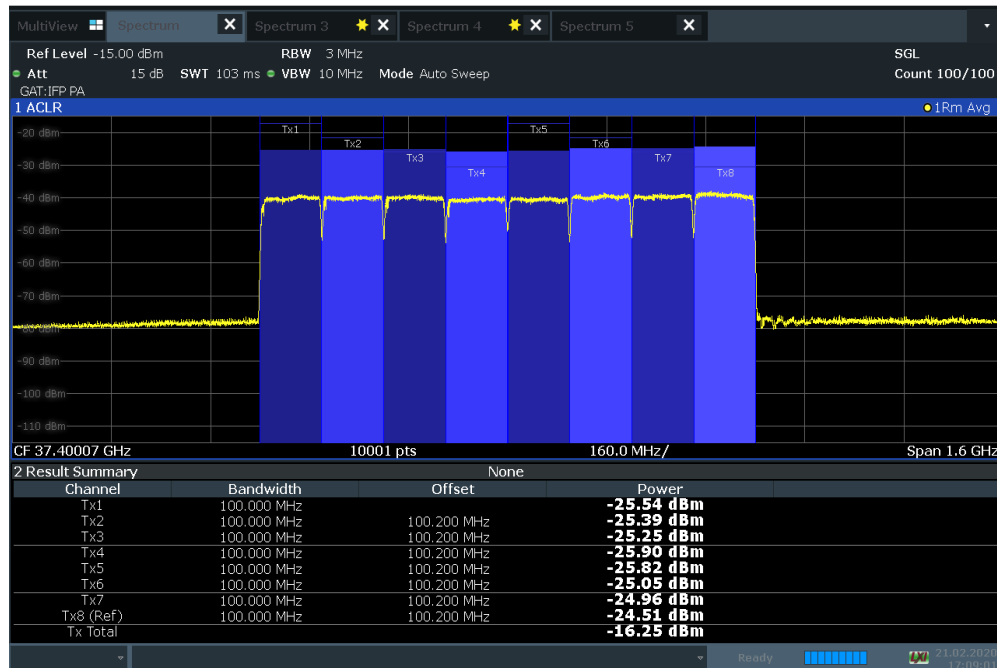 MultiView Spectrum X Spectrum 3 X Spectrum 4 X Spectrum 5 X
Ref Level -15.00 dBm RBW 3 MHz SGL
Att 15 dB SWT 103 ms VBW 10 MHz Mode Auto Sweep Count 100/100
GAT:IFP PA
1 ACLR 1Rm Avg
-20 dBm Tx1 Tx5
Tx2 Tx6
Tx3 Tx7
-30 dBm
Tx4 Tx8
-40 dBm
-50 dBm
-60 dBm
-70 dBm
-80 dBm
-90 dBm
-100 dBm
-110 dBm
CF 37.40007 GHz 10001 pts 160.0 MHz/ Span 1.6 GHz
2 Result Summary None
Channel Bandwidth Offset Power
Tx1 100.000 MHz -25.54 dBm
Tx2 100.000 MHz 100.200 MHz -25.39 dBm
Tx3 100.000 MHz 100.200 MHz -25.25 dBm
Tx4 100.000 MHz 100.200 MHz -25.90 dBm
Tx5 100.000 MHz 100.200 MHz -25.82 dBm
Tx6 100.000 MHz 100.200 MHz -25.05 dBm
Tx7 100.000 MHz 100.200 MHz -24.96 dBm
Tx8 (Ref) 100.000 MHz 100.200 MHz -24.51 dBm
Tx Total -16.25 dBm
Ready LXI 21.02.2020
17:09:01